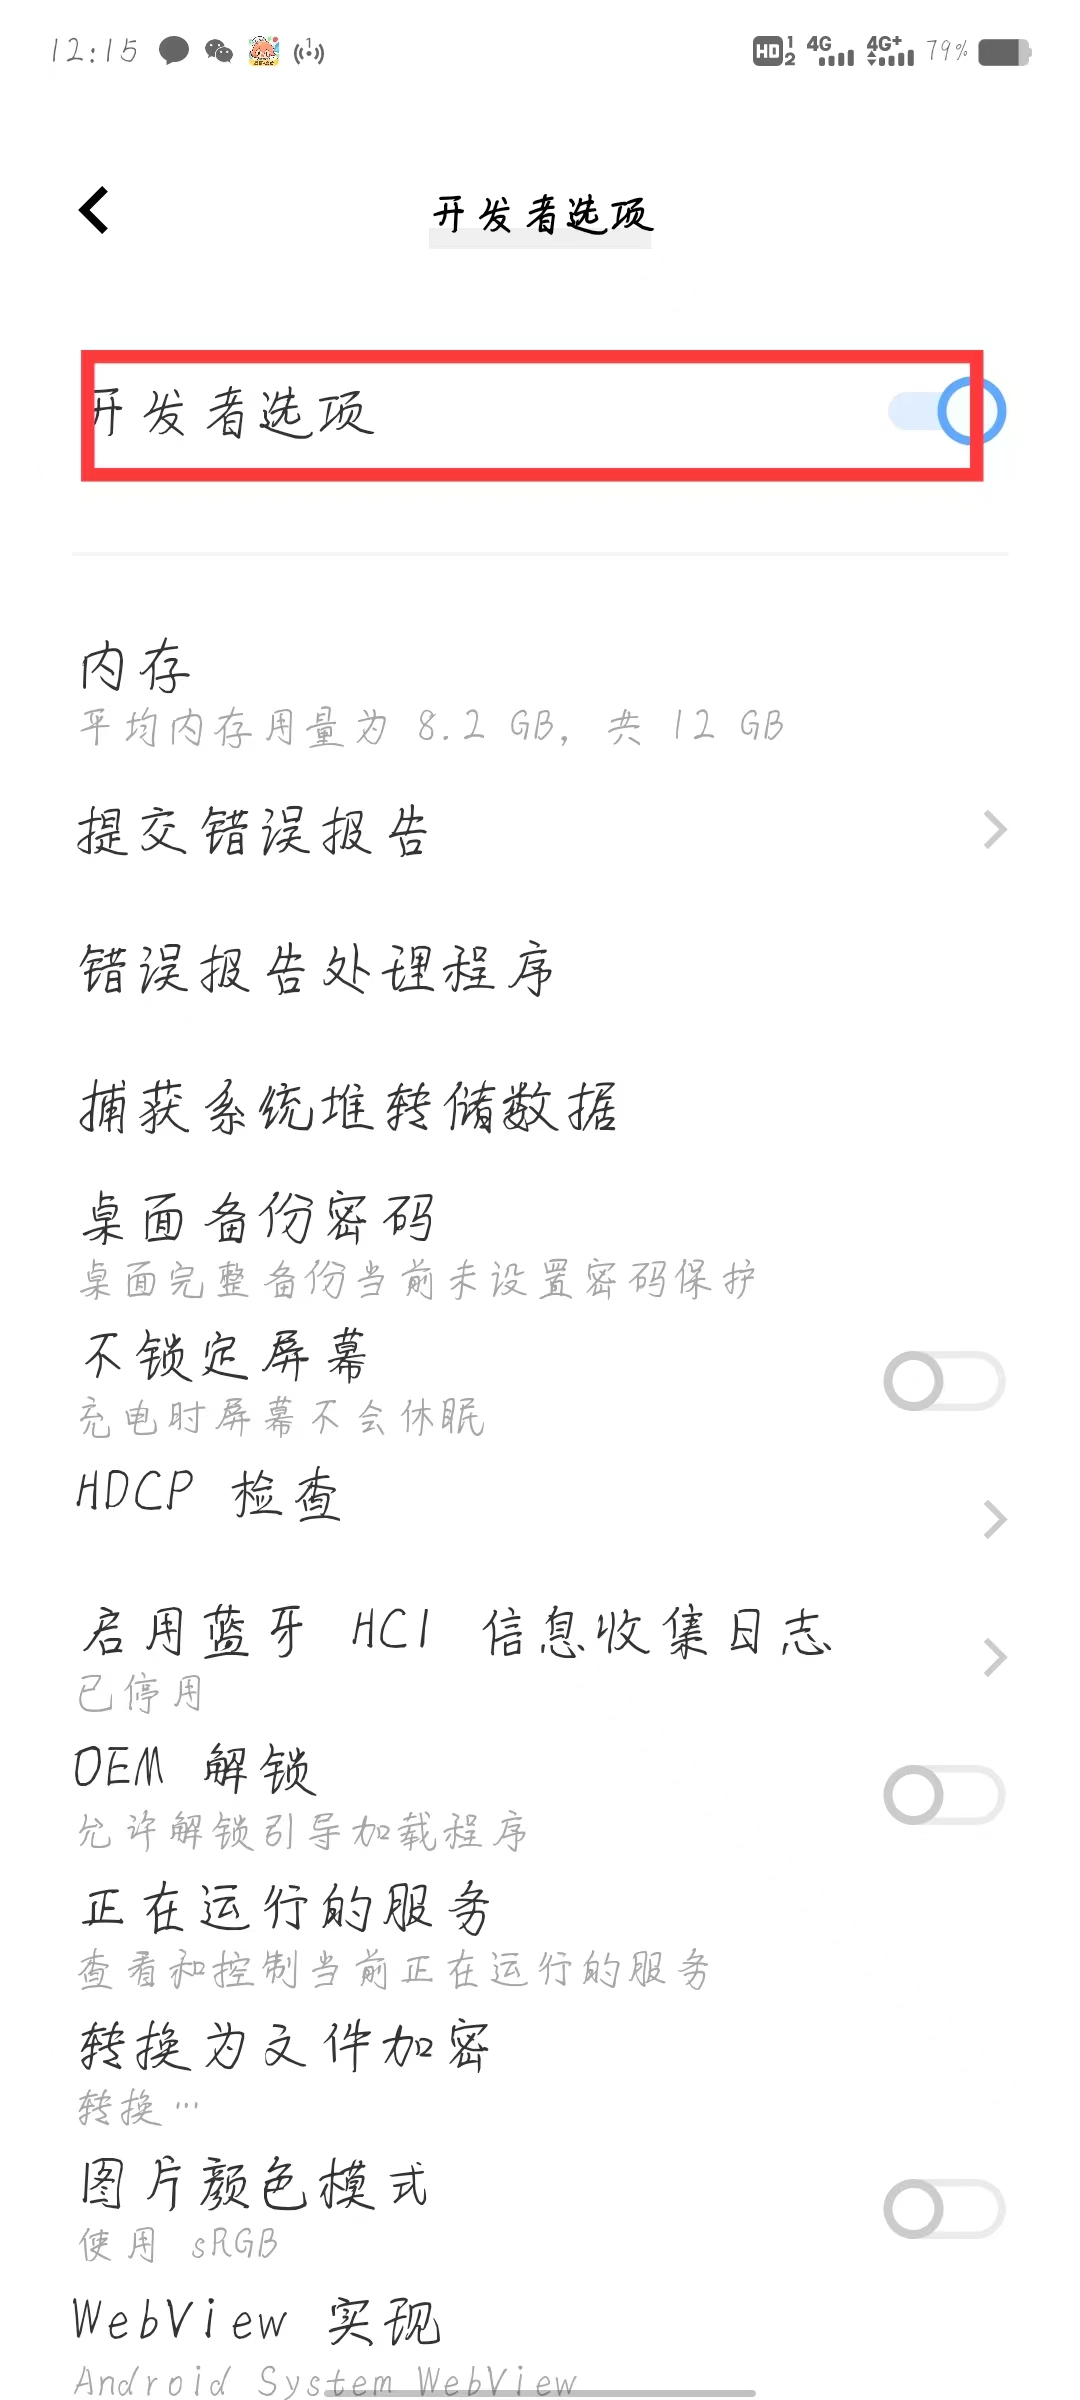 12:15 HD 1 2 4G 4G+ 79%
开发者选项
开发者选项
内存
平均内存用量为 8.2 GB，共 12 GB
提交错误报告
错误报告处理程序
捕获系统堆转储数据
桌面备份密码
桌面完整备份当前未设置密码保护
不锁定屏幕
充电时屏幕不会休眠
HDCP 检查
启用蓝牙 HCI 信息收集日志
已停用
OEM 解锁
允许解锁引导加载程序
正在运行的服务
查看和控制当前正在运行的服务
转换为文件加密
转换…
图片颜色模式
使用 sRGB
WebView 实现
Android System WebView